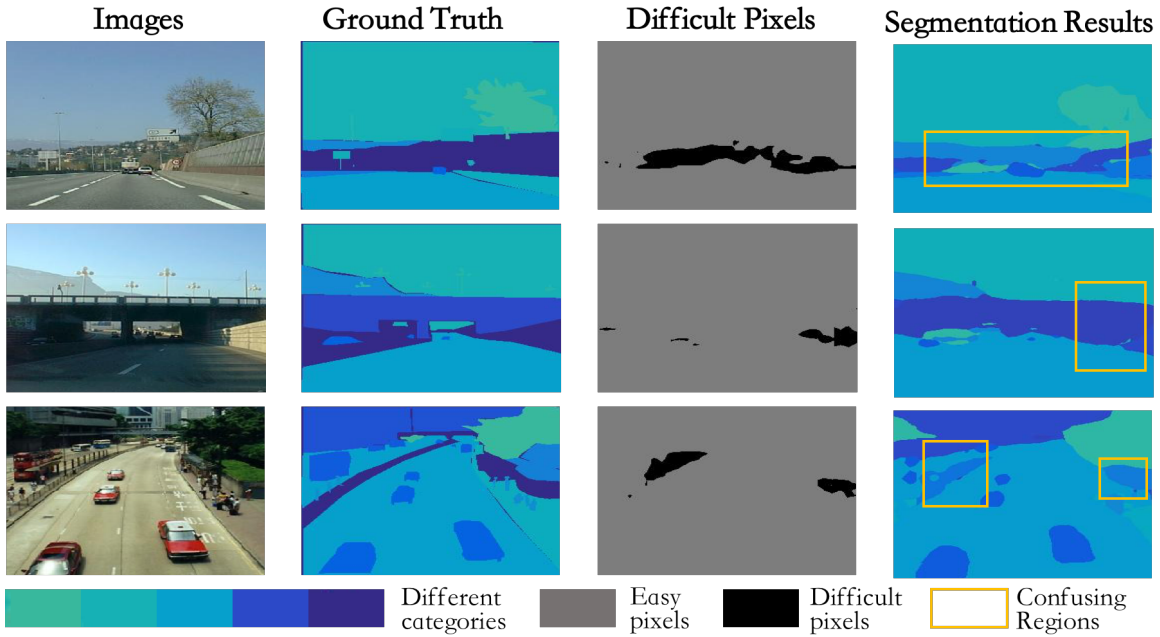 Images
Ground Truth
Difficult Pixels
Segmentation Results
Different
categories
Easy
pixels
Difficult
pixels
Confusing
Regions